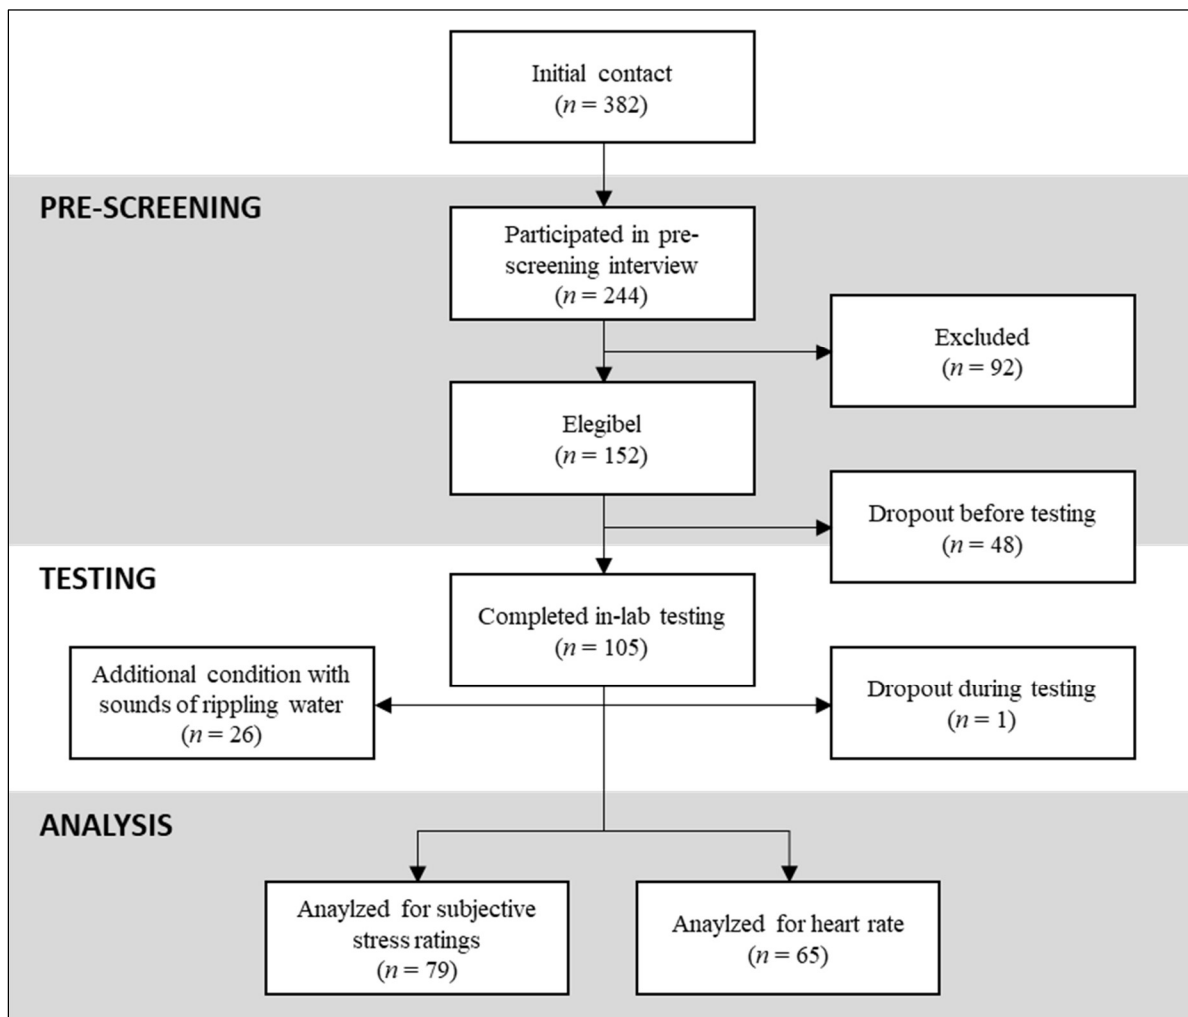 Initial contact
(n = 382)
PRE-SCREENING
Participated in pre-
screening interview
(n = 244)
Excluded
(n = 92)
Elegibel
(n = 152)
Dropout before testing
(n = 48)
TESTING
Completed in-lab testing
(n = 105)
Additional condition with
sounds of rippling water
(n = 26)
Dropout during testing
(n = 1)
ANALYSIS
Anaylzed for subjective
stress ratings
(n = 79)
Anaylzed for heart rate
(n = 65)